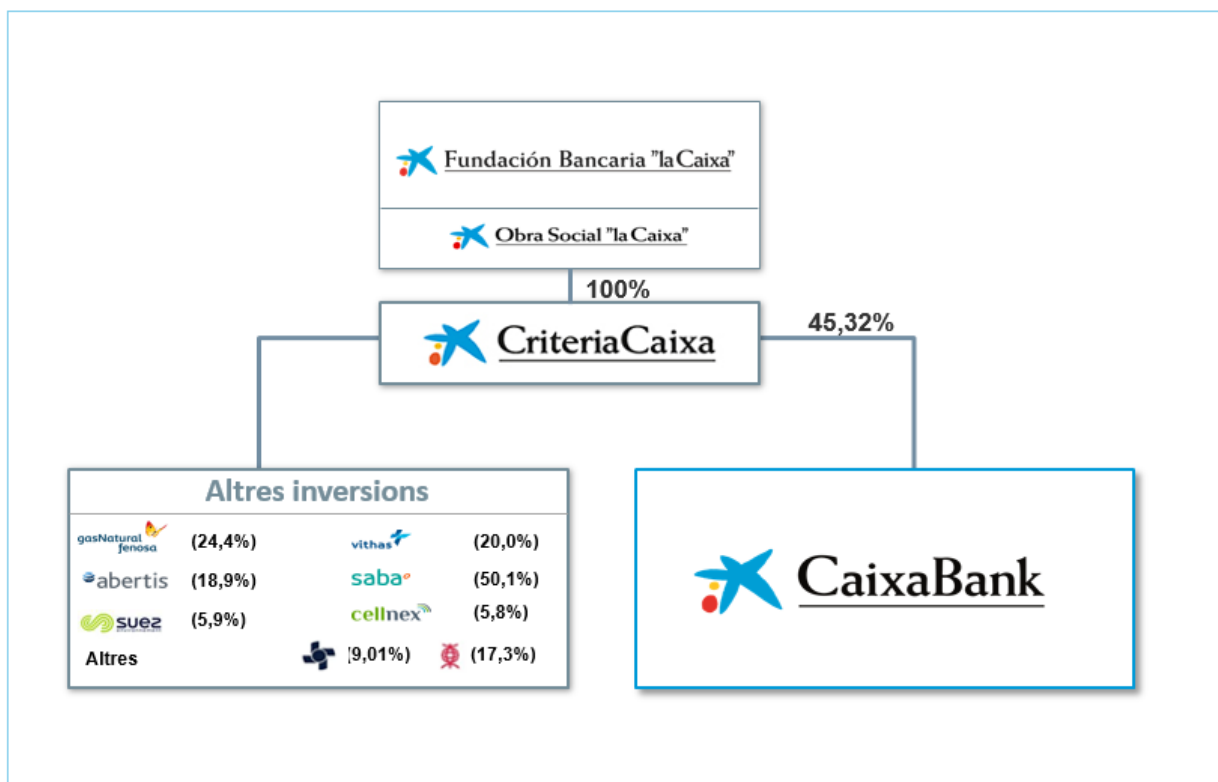 Fundación Bancaria "la Caixa"
Obra Social "la Caixa"
100%
CriteriaCaixa
45,32%
Altres inversions
gasNatural fenosa (24,4%) vithas (20,0%)
abertis (18,9%) saba (50,1%)
suez (5,9%) cellnex (5,8%)
Altres (9,01%) (17,3%)
CaixaBank